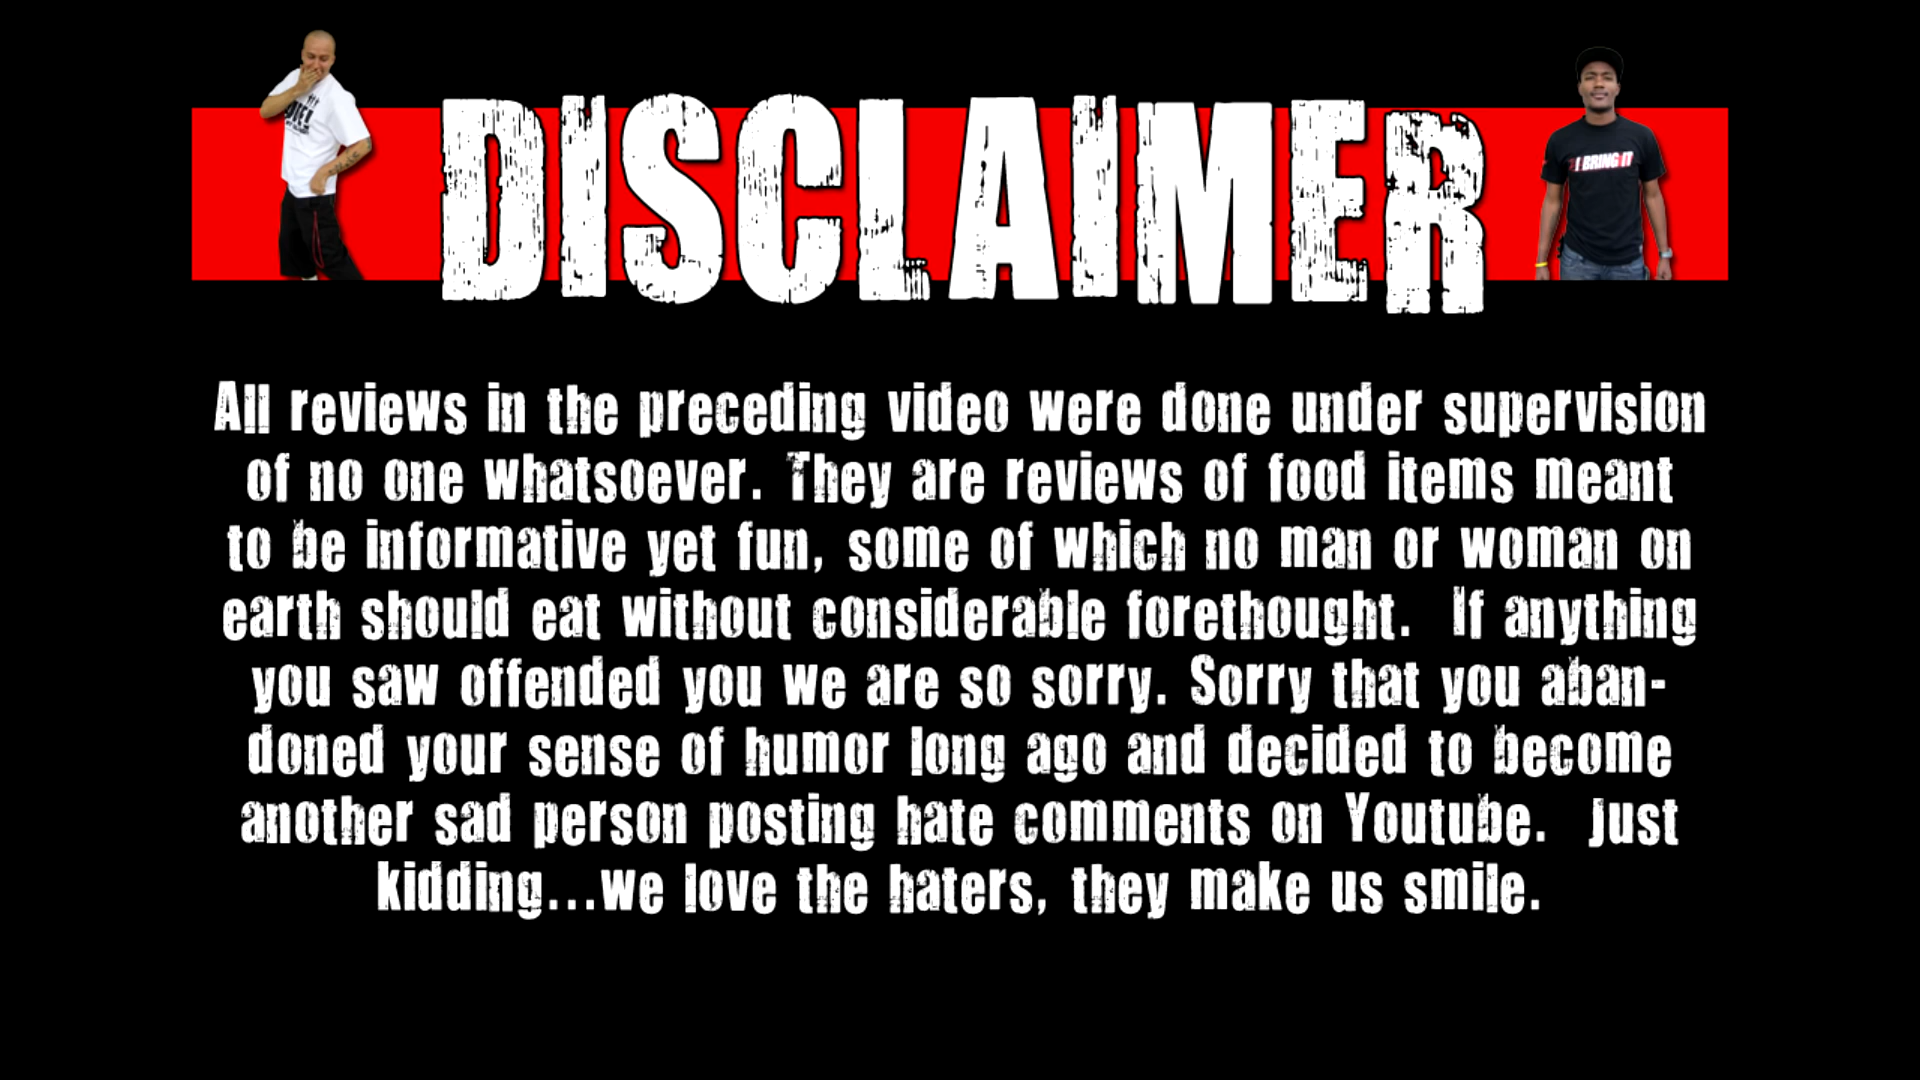 DISCLAIMER
DIET
I BRING IT
All reviews in the preceding video were done under supervision
of no one whatsoever. They are reviews of food items meant
to be informative yet fun, some of which no man or woman on
earth should eat without considerable forethought. If anything
you saw offended you we are so sorry. Sorry that you aban-
doned your sense of humor long ago and decided to become
another sad person posting hate comments on Youtube. Just
kidding...we love the haters, they make us smile.